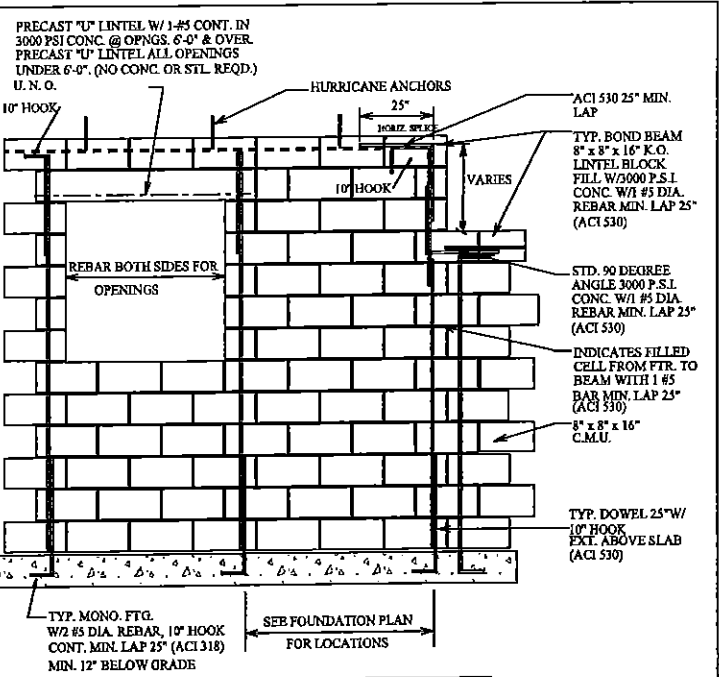 PRECAST "U" LINTEL W/ 1-#5 CONT. IN
3000 PSI CONC. @ OPNGS. 6'-0" & OVER.
PRECAST "U" LINTEL ALL OPENINGS
UNDER 6'-0". (NO CONC. OR STL. REQD.)
U. N. O.
10" HOOK
HURRICANE ANCHORS
25"
HORIZ. SPLICE
10" HOOK
VARIES
REBAR BOTH SIDES FOR
OPENINGS
ACI 530 25" MIN.
LAP
TYP. BOND BEAM
8" x 8" x 16" K.O.
LINTEL BLOCK
FILL W/3000 P.S.I.
CONC. W/1 #5 DIA.
REBAR MIN. LAP 25"
(ACI 530)
STD. 90 DEGREE
ANGLE 3000 P.S.I.
CONC. W/1 #5 DIA.
REBAR MIN. LAP 25"
(ACI 530)
INDICATES FILLED
CELL FROM FTR. TO
BEAM WITH 1 #5
BAR MIN. LAP 25"
(ACI 530)
8" x 8" x 16"
C.M.U.
TYP. DOWEL 25"W/
10" HOOK
EXT. ABOVE SLAB
(ACI 530)
TYP. MONO. FTG.
W/2 #5 DIA. REBAR, 10" HOOK
CONT. MIN. LAP 25" (ACI 318)
MIN. 12" BELOW GRADE
SEE FOUNDATION PLAN
FOR LOCATIONS